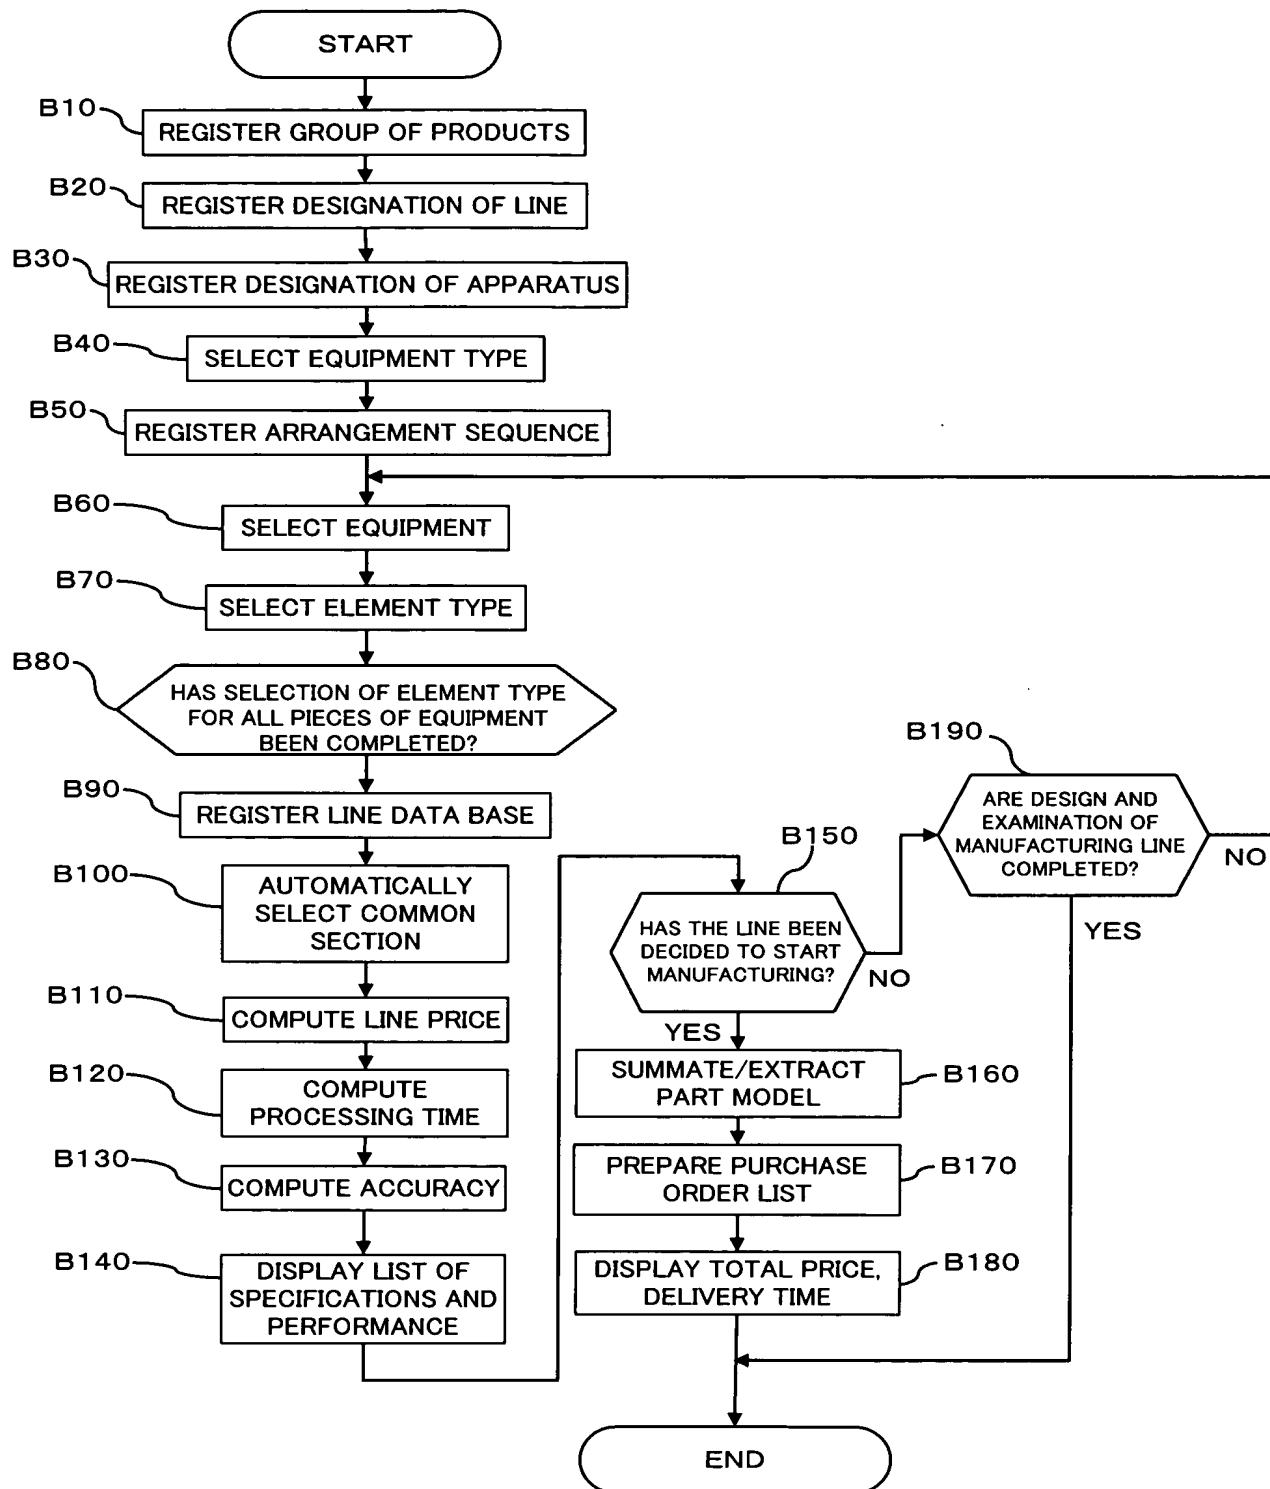 START
B10
REGISTER GROUP OF PRODUCTS
B20
REGISTER DESIGNATION OF LINE
B30
REGISTER DESIGNATION OF APPARATUS
B40
SELECT EQUIPMENT TYPE
B50
REGISTER ARRANGEMENT SEQUENCE
B60
SELECT EQUIPMENT
B70
SELECT ELEMENT TYPE
B80
HAS SELECTION OF ELEMENT TYPE
FOR ALL PIECES OF EQUIPMENT
BEEN COMPLETED?
B90
REGISTER LINE DATA BASE
B100
AUTOMATICALLY
SELECT COMMON
SECTION
B110
COMPUTE LINE PRICE
B120
COMPUTE
PROCESSING TIME
B130
COMPUTE ACCURACY
B140
DISPLAY LIST OF
SPECIFICATIONS AND
PERFORMANCE
B150
HAS THE LINE BEEN
DECIDED TO START
MANUFACTURING?
NO
YES
SUMMATE/EXTRACT
PART MODEL
B160
PREPARE PURCHASE
ORDER LIST
B170
DISPLAY TOTAL PRICE,
DELIVERY TIME
B180
B190
ARE DESIGN AND
EXAMINATION OF
MANUFACTURING LINE
COMPLETED?
NO
YES
END